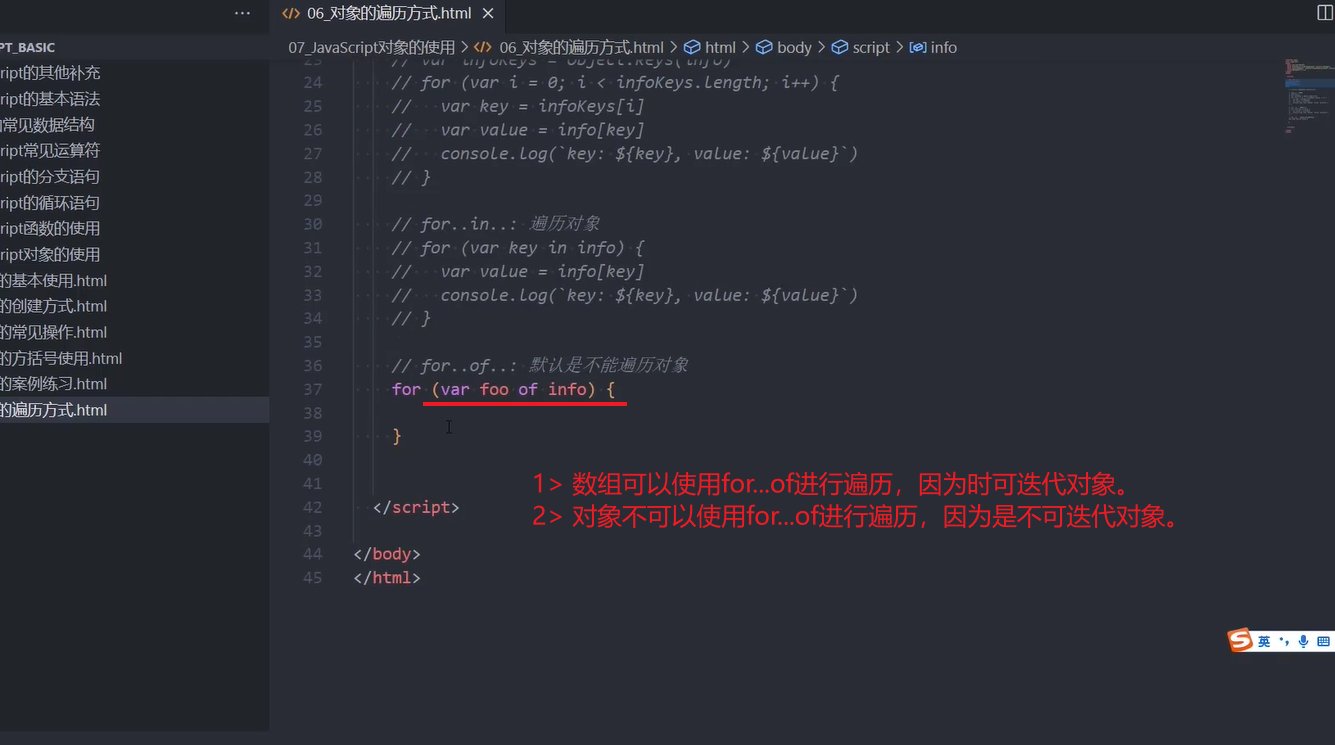 06_对象的遍历方式.html
PT_BASIC
07_JavaScript对象的使用 > 06_对象的遍历方式.html > html > body > script > info
ript的其他补充
ript的基本语法
常见数据结构
ript常见运算符
ript的分支语句
ript的循环语句
ript函数的使用
ript对象的使用
的基本使用.html
的创建方式.html
的常见操作.html
的方括号使用.html
的案例练习.html
的遍历方式.html
23 // var infoKeys = Object.keys(info)
24 // for (var i = 0; i < infoKeys.length; i++) {
25 // var key = infoKeys[i]
26 // var value = info[key]
27 // console.log(`key: ${key}, value: ${value}`)
28 // }
29
30 // for..in..: 遍历对象
31 // for (var key in info) {
32 // var value = info[key]
33 // console.log(`key: ${key}, value: ${value}`)
34 // }
35
36 // for..of..: 默认是不能遍历对象
37 for (var foo of info) {
38
39 }
40
41
42 </script>
43
44 </body>
45 </html>
1> 数组可以使用for...of进行遍历，因为时可迭代对象。
2> 对象不可以使用for...of进行遍历，因为是不可迭代对象。
英